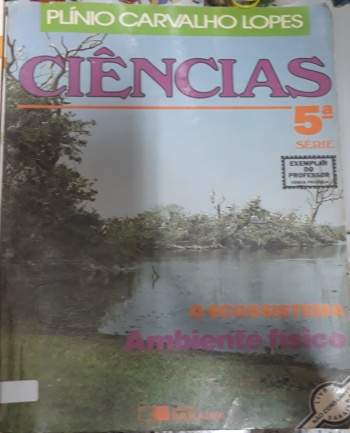 PLÍNIO CARVALHO LOPES
CIÊNCIAS
5ª
SÉRIE
EXEMPLAR
DO
PROFESSOR
O ECOSSISTEMA
Ambiente físico